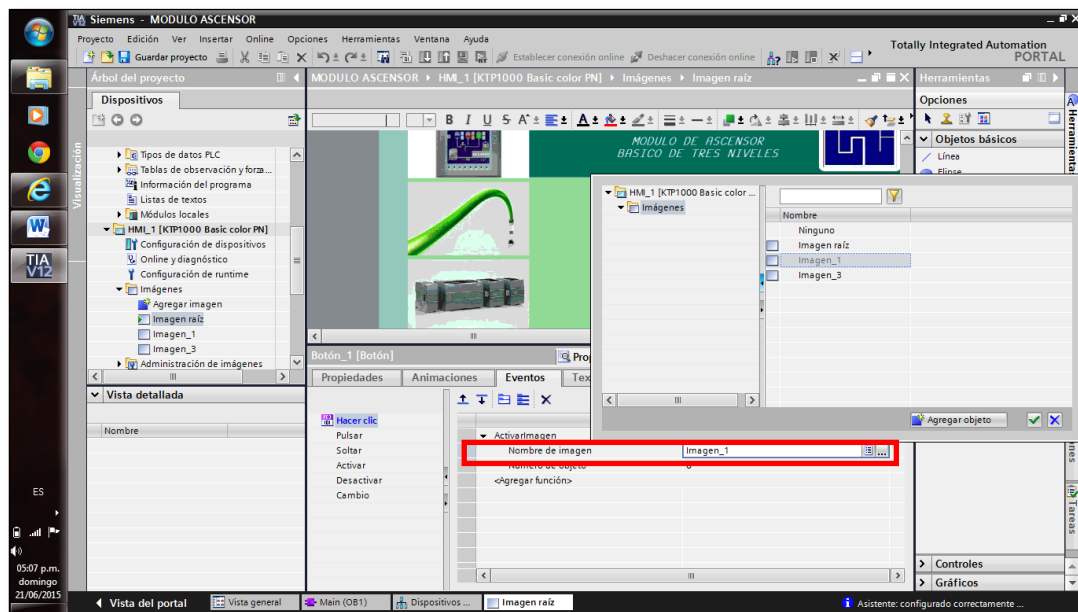 Siemens - MODULO ASCENSOR
Proyecto Edición Ver Insertar Online Opciones Herramientas Ventana Ayuda
Guardar proyecto Establecer conexión online Deshacer conexión online
Totally Integrated Automation
PORTAL
Árbol del proyecto
MODULO ASCENSOR HMI_1 [KTP1000 Basic color PN] Imágenes Imagen raíz
Herramientas
Dispositivos
Opciones
B I U S A
Objetos básicos
Línea
Elipse
Herramientas
Visualización
Tipos de datos PLC
Tablas de observación y forza...
Información del programa
Listas de textos
Módulos locales
HMI_1 [KTP1000 Basic color PN]
Configuración de dispositivos
Online y diagnóstico
Configuración de runtime
Imágenes
Agregar imagen
Imagen raíz
Imagen_1
Imagen_3
Administración de imágenes
MODULO DE ASCENSOR
BASICO DE TRES NIVELES
HMI_1 [KTP1000 Basic color ...
Imágenes
Nombre
Ninguno
Imagen raíz
Imagen_1
Imagen_3
Agregar objeto
Vista detallada
Nombre
Botón_1 [Botón]
Prop
Propiedades Animaciones Eventos Tex
Hacer clic
Pulsar
Soltar
Activar
Desactivar
Cambio
ActivarImagen
Nombre de imagen Imagen_1
Número de objeto 0
<Agregar función>
Tareas
Controles
Gráficos
W
TIA
V12
ES
05:07 p.m.
domingo
21/06/2015
Vista del portal Vista general Main (OB1) Dispositivos ... Imagen raíz
Asistente: configurado correctamente ...